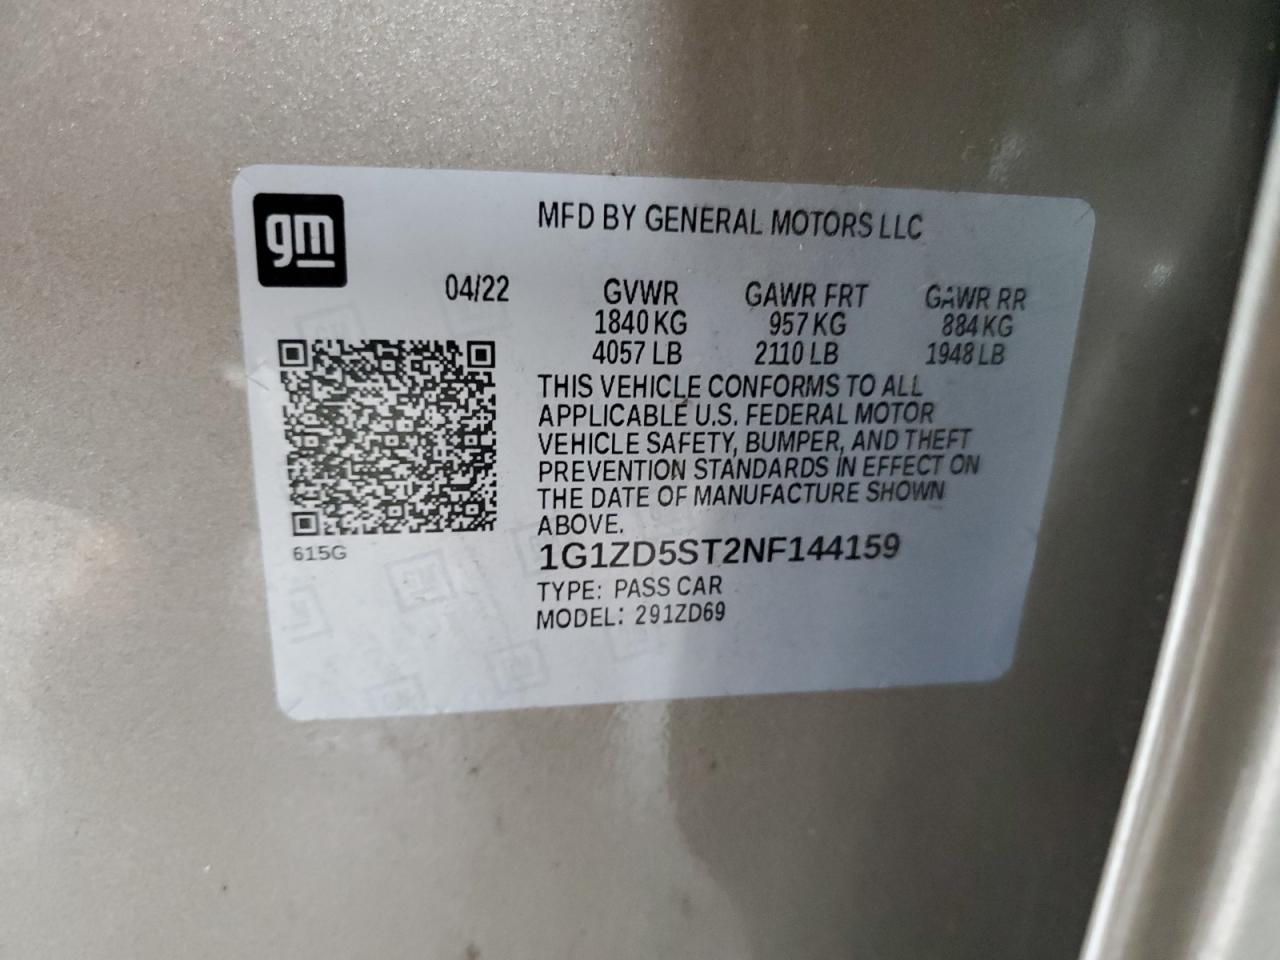 gm
MFD BY GENERAL MOTORS LLC
04/22 GVWR GAWR FRT GAWR RR
1840 KG 957 KG 884 KG
4057 LB 2110 LB 1948 LB
THIS VEHICLE CONFORMS TO ALL
APPLICABLE U.S. FEDERAL MOTOR
VEHICLE SAFETY, BUMPER, AND THEFT
PREVENTION STANDARDS IN EFFECT ON
THE DATE OF MANUFACTURE SHOWN
ABOVE.
615G
1G1ZD5ST2NF144159
TYPE: PASS CAR
MODEL: 291ZD69